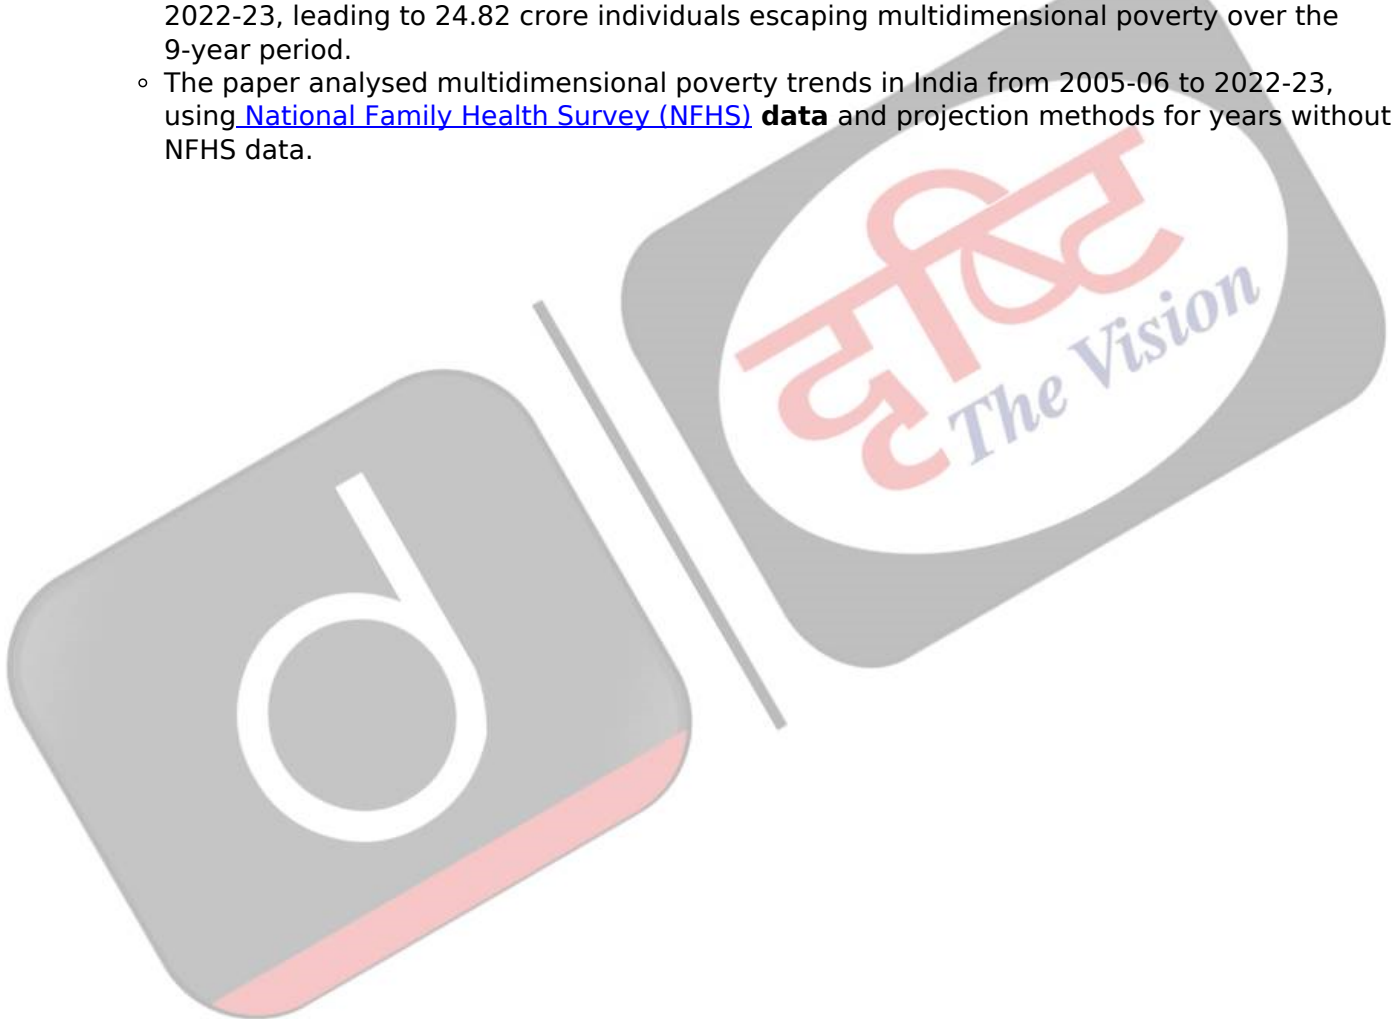 2022-23, leading to 24.82 crore individuals escaping multidimensional poverty over the
9-year period.
The paper analysed multidimensional poverty trends in India from 2005-06 to 2022-23,
using National Family Health Survey (NFHS) data and projection methods for years without
NFHS data.
दृष्टि
The Vision
d